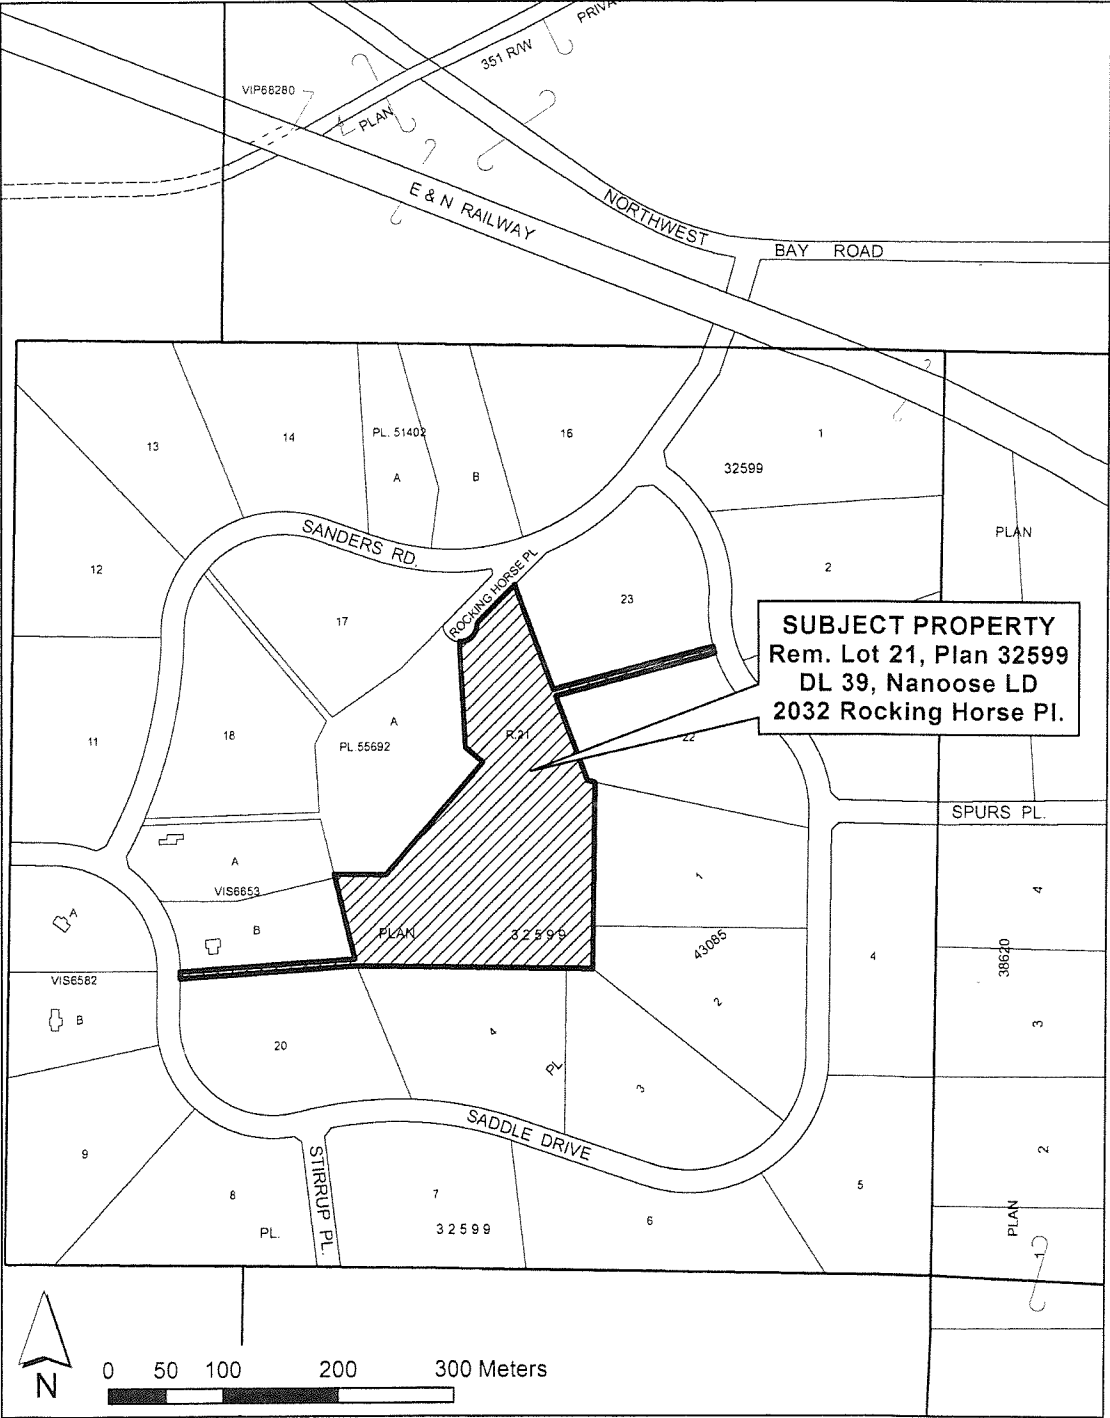 PRIVA
351 R/W
VIP68280
PLAN
E & N RAILWAY
NORTHWEST
BAY ROAD
13
14
PL. 51402
A
B
16
1
32599
PLAN
SANDERS RD.
12
2
ROCKING HORSE PL
23
17
SUBJECT PROPERTY
Rem. Lot 21, Plan 32599
DL 39, Nanoose LD
2032 Rocking Horse Pl.
11
18
A
PL.55692
R.21
22
SPURS PL.
A
VIS6653
1
4
A
B
PLAN
32599
43085
4
38620
VIS6582
B
2
3
20
4
PL
3
SADDLE DRIVE
9
STIRRUP PL.
8
PL.
7
32599
6
5
2
PLAN
1
N
0 50 100 200 300 Meters